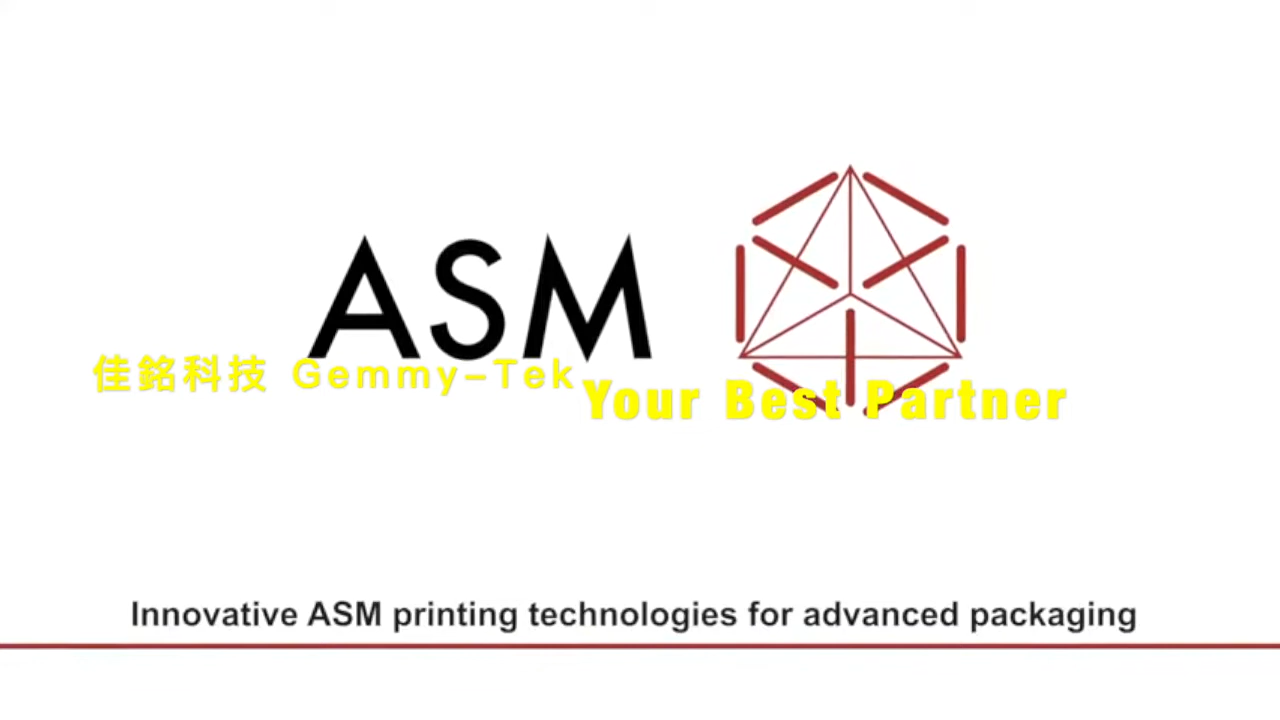 ASM
佳銘科技 Gemmy-Tek
Your Best Partner
Innovative ASM printing technologies for advanced packaging